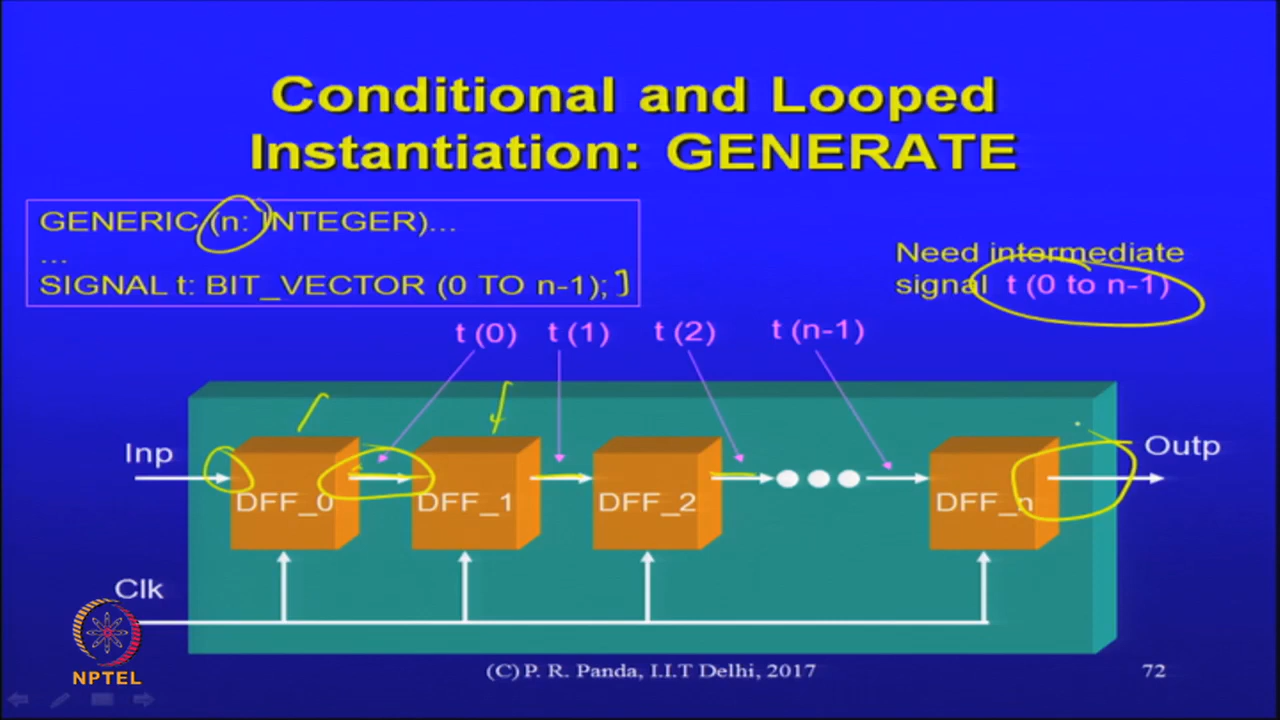 Conditional and Looped
Instantiation: GENERATE
GENERIC (n: INTEGER)...
...
SIGNAL t: BIT_VECTOR (0 TO n-1);
Need intermediate
signal t (0 to n-1)
t (0) t (1) t (2) t (n-1)
Inp
Outp
DFF_0 DFF_1 DFF_2 DFF_n
Clk
NPTEL
(C) P. R. Panda, I.I.T Delhi, 2017
72